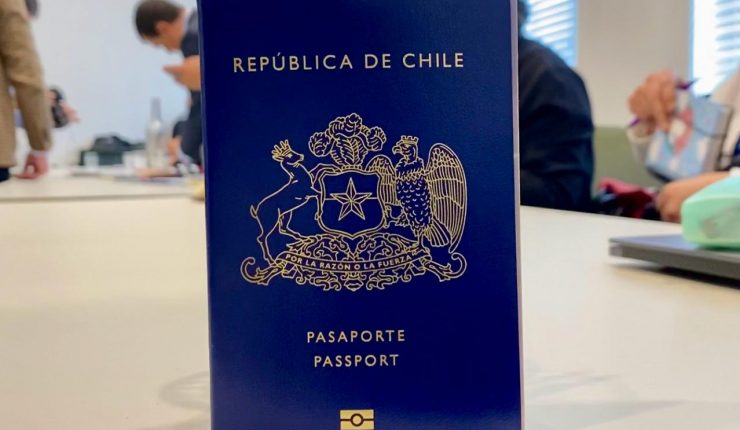 REPÚBLICA DE CHILE
POR LA RAZÓN O LA FUERZA
PASAPORTE
PASSPORT